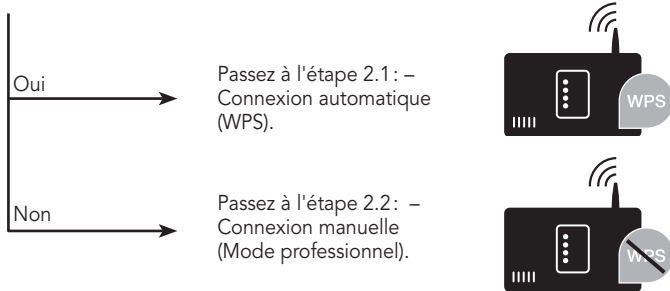 Oui
Passez à l'étape 2.1: –
Connexion automatique
(WPS).
WPS
Non
Passez à l'étape 2.2: –
Connexion manuelle
(Mode professionnel).
WPS